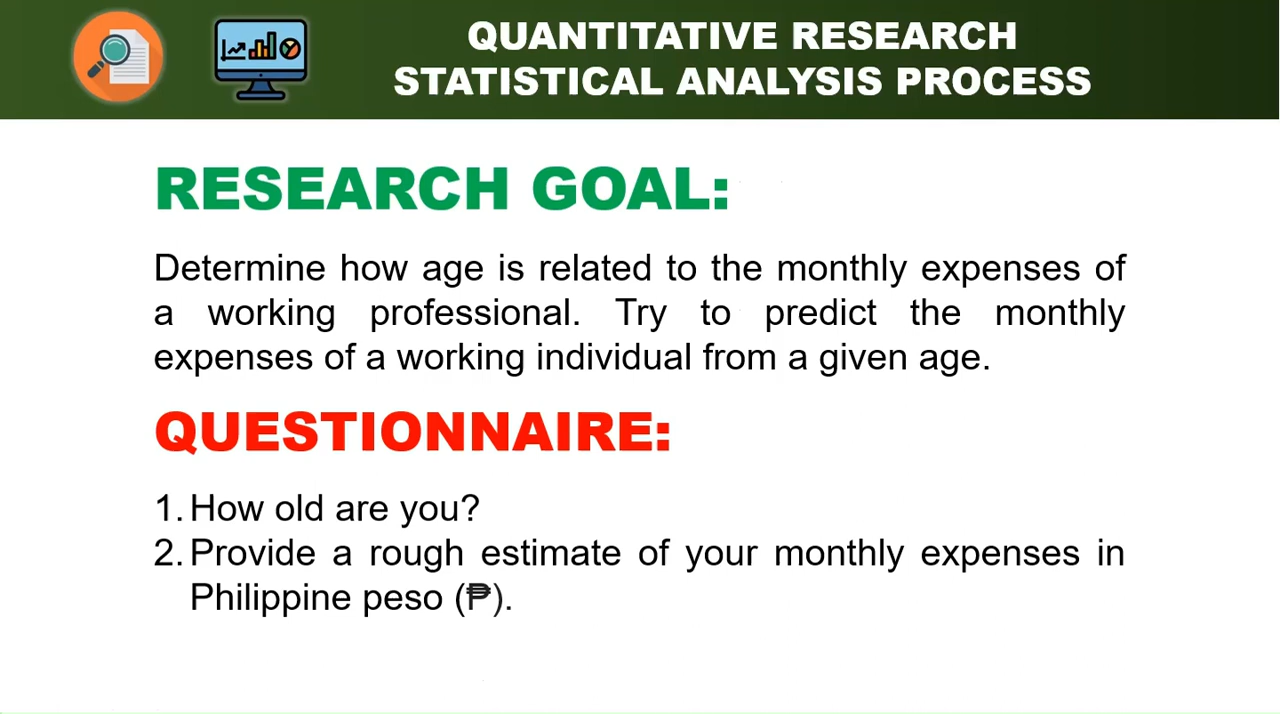 QUANTITATIVE RESEARCH
STATISTICAL ANALYSIS PROCESS
RESEARCH GOAL:
Determine how age is related to the monthly expenses of
a working professional. Try to predict the monthly
expenses of a working individual from a given age.
QUESTIONNAIRE:
1. How old are you?
2. Provide a rough estimate of your monthly expenses in
Philippine peso (₱).